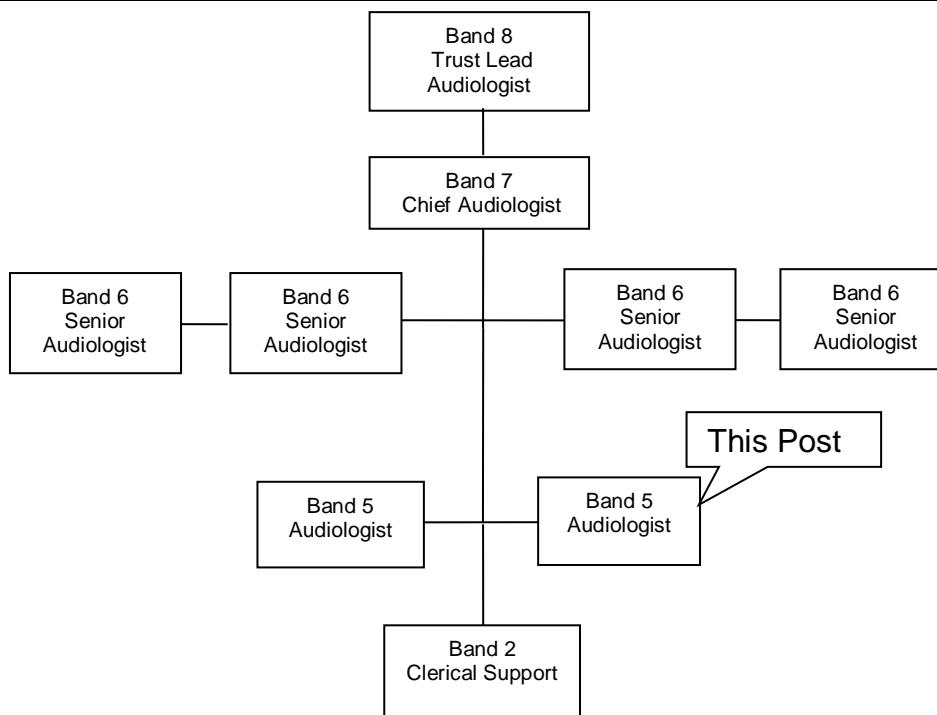 Band 8
Trust Lead
Audiologist
Band 7
Chief Audiologist
Band 6
Senior
Audiologist
Band 6
Senior
Audiologist
Band 6
Senior
Audiologist
Band 6
Senior
Audiologist
This Post
Band 5
Audiologist
Band 5
Audiologist
Band 2
Clerical Support